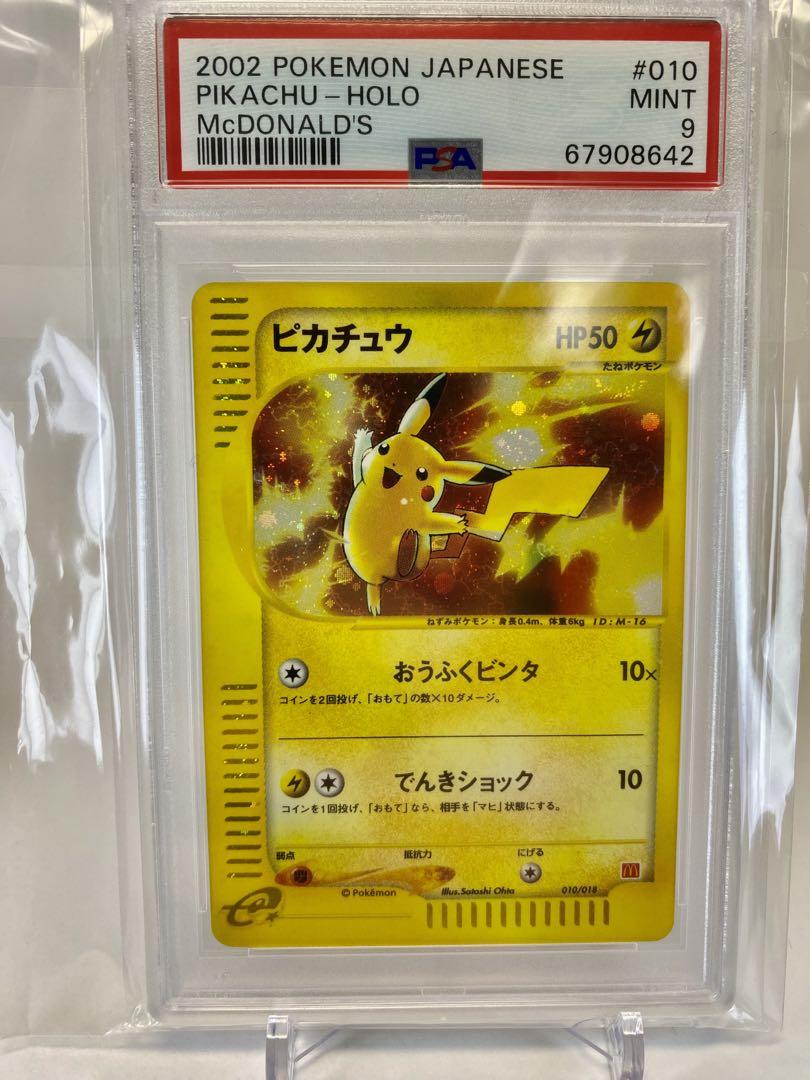 2002 POKEMON JAPANESE #010
PIKACHU - HOLO MINT
McDONALD'S 9
PSA 67908642
ピカチュウ HP50
たねポケモン
ねずみポケモン：身長0.4m、体重6kg ID:M-16
おうふくビンタ 10×
コインを2回投げ、「おもて」の数×10ダメージ。
でんきショック 10
コインを1回投げ、「おもて」なら、相手を「マヒ」状態にする。
弱点 抵抗力 にげる
e
© Pokémon Illus.Satoshi Ohta 010/018